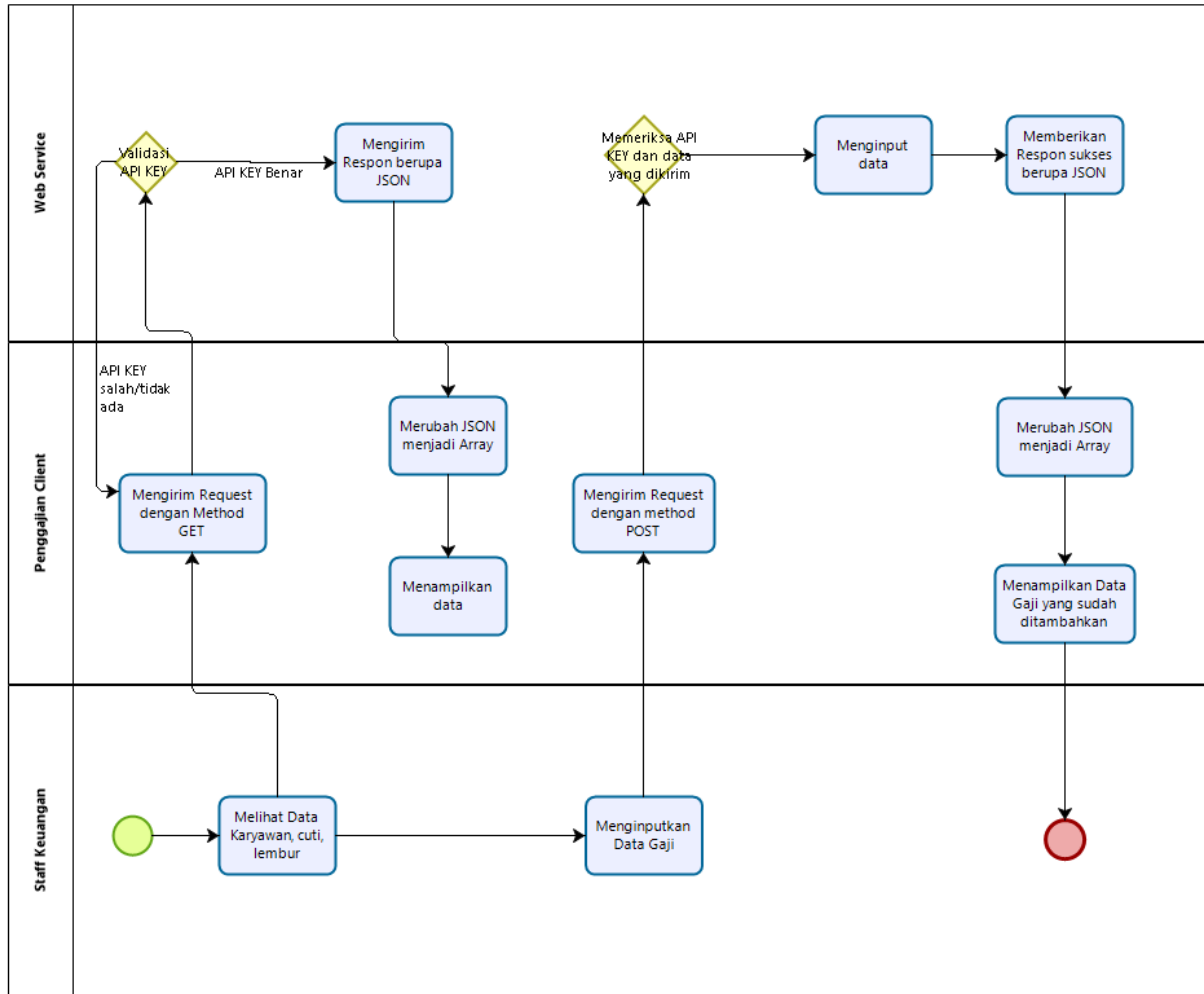 Web Service
Validasi
API KEY
API KEY Benar
Mengirim
Respon berupa
JSON
Memeriksa API
KEY dan data
yang dikirim
Menginput
data
Memberikan
Respon sukses
berupa JSON
Penggajian Client
API KEY
salah/tidak
ada
Mengirim Request
dengan Method
GET
Merubah JSON
menjadi Array
Menampilkan
data
Mengirim Request
dengan method
POST
Merubah JSON
menjadi Array
Menampilkan Data
Gaji yang sudah
ditambahkan
Staff Keuangan
Melihat Data
Karyawan, cuti,
lembur
Menginputkan
Data Gaji